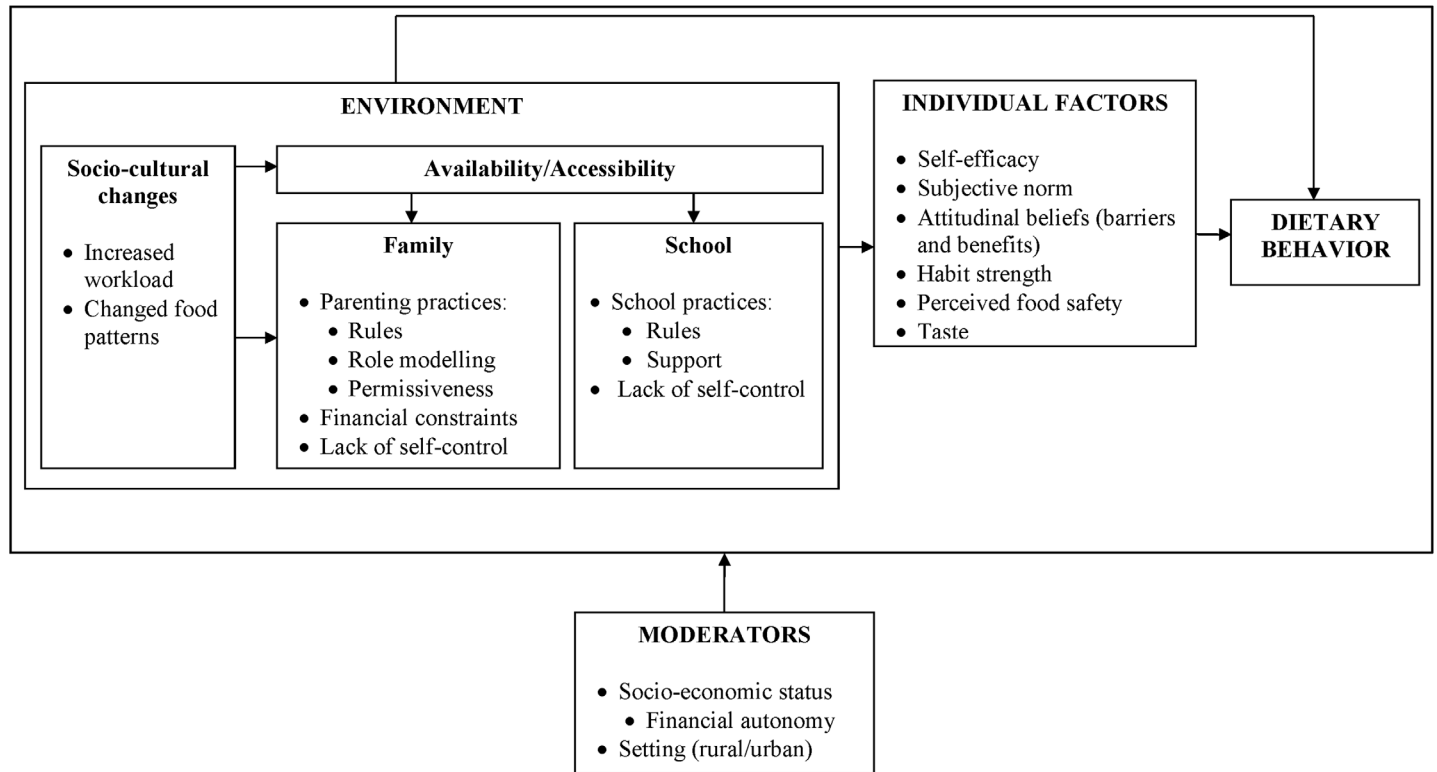 ENVIRONMENT
Socio-cultural
changes
• Increased
workload
• Changed food
patterns
Availability/Accessibility
Family
• Parenting practices:
• Rules
• Role modelling
• Permissiveness
• Financial constraints
• Lack of self-control
School
• School practices:
• Rules
• Support
• Lack of self-control
INDIVIDUAL FACTORS
• Self-efficacy
• Subjective norm
• Attitudinal beliefs (barriers
and benefits)
• Habit strength
• Perceived food safety
• Taste
DIETARY
BEHAVIOR
MODERATORS
• Socio-economic status
• Financial autonomy
• Setting (rural/urban)